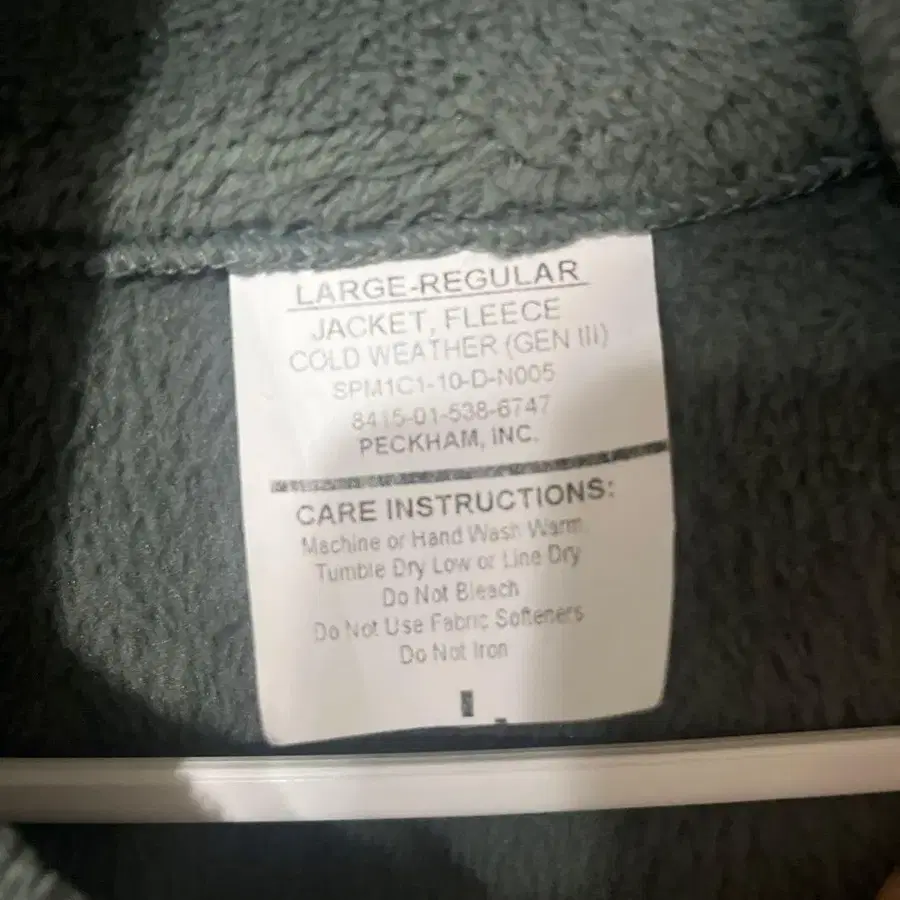 LARGE-REGULAR
JACKET, FLEECE
COLD WEATHER (GEN III)
SPM1C1-10-D-N005
8415-01-538-6747
PECKHAM, INC.
CARE INSTRUCTIONS:
Machine or Hand Wash Warm
Tumble Dry Low or Line Dry
Do Not Bleach
Do Not Use Fabric Softeners
Do Not Iron